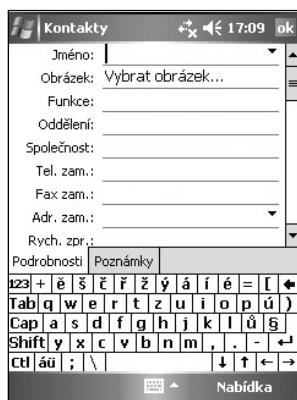 Kontakty 17:09 ok
Jméno:
Obrázek: Vybrat obrázek...
Funkce:
Oddělení:
Společnost:
Tel. zam.:
Fax zam.:
Adr. zam.:
Rych. zpr.:
Podrobnosti Poznámky
123 + ě š č ř ž ý á í é = [
Tab q w e r t z u i o p ú )
Cap a s d f g h j k l ů §
Shift y x c v b n m , . -
Ctl áü ; \
Nabídka